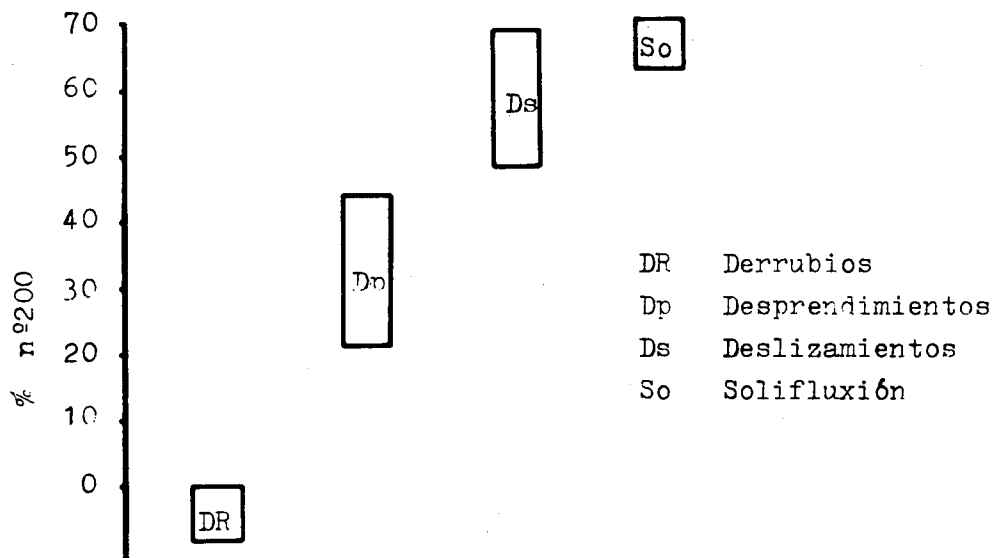 70
So
60
Ds
50
40
DR Derrubios
30
Dp
Dp Desprendimientos
% nº200
20
Ds Deslizamientos
So Solifluxión
10
0
DR